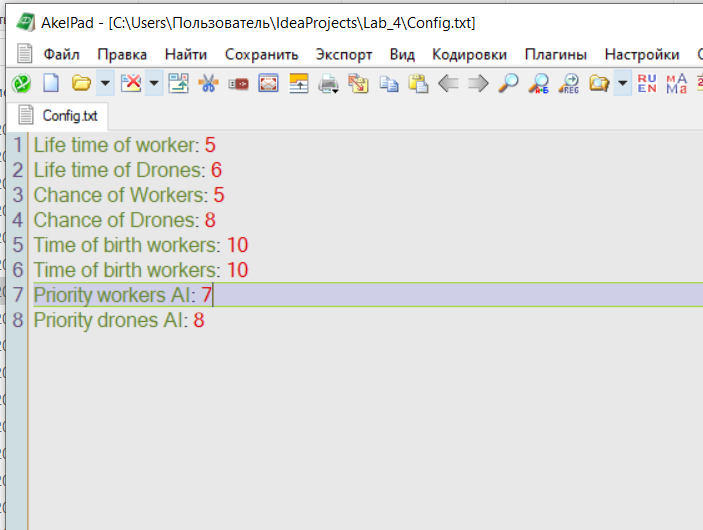 AkelPad - [C:\Users\Пользователь\IdeaProjects\Lab_4\Config.txt]
Файл Правка Найти Сохранить Экспорт Вид Кодировки Плагины Настройки
RU EN
Config.txt
1 Life time of worker: 5
2 Life time of Drones: 6
3 Chance of Workers: 5
4 Chance of Drones: 8
5 Time of birth workers: 10
6 Time of birth workers: 10
7 Priority workers AI: 7
8 Priority drones AI: 8